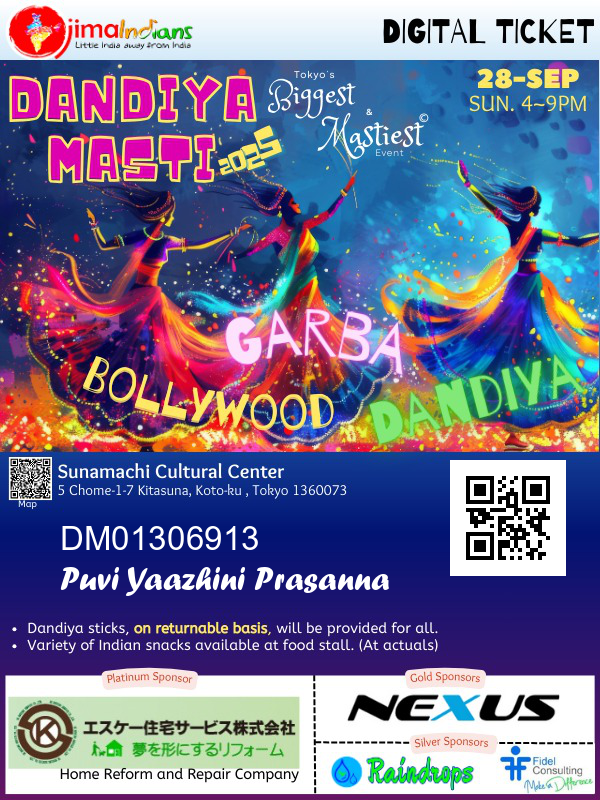 OjimaIndians
Little India away from India
DIGITAL TICKET
DANDIYA
MASTI 2025
Tokyo's
Biggest
&
Mastiest©
Event
28-SEP
SUN. 4~9PM
GARBA
BOLLYWOOD
DANDIYA
Map
Sunamachi Cultural Center
5 Chome-1-7 Kitasuna, Koto-ku , Tokyo 1360073
DM01306913
Puvi Yaazhini Prasanna
• Dandiya sticks, on returnable basis, will be provided for all.
• Variety of Indian snacks available at food stall. (At actuals)
Platinum Sponsor
SK
エスケー住宅サービス株式会社
夢を形にするリフォーム
Home Reform and Repair Company
Gold Sponsors
NEXUS
Silver Sponsors
Raindrops
Fidel
Consulting
Make a Difference